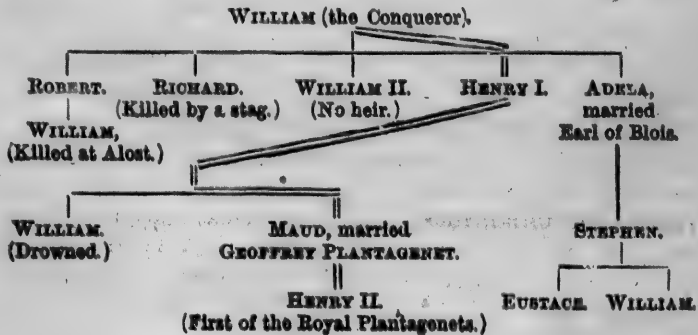 WILLIAM (the Conqueror).
ROBERT. RICHARD. WILLIAM II. HENRY I. ADELA,
(Killed by a stag.) (No heir.) married
WILLIAM, Earl of Blois.
(Killed at Alost.)
WILLIAM. MAUD, married STEPHEN.
(Drowned.) GEOFFREY PLANTAGENET.
HENRY II. EUSTACE. WILLIAM.
(First of the Royal Plantagenets.)